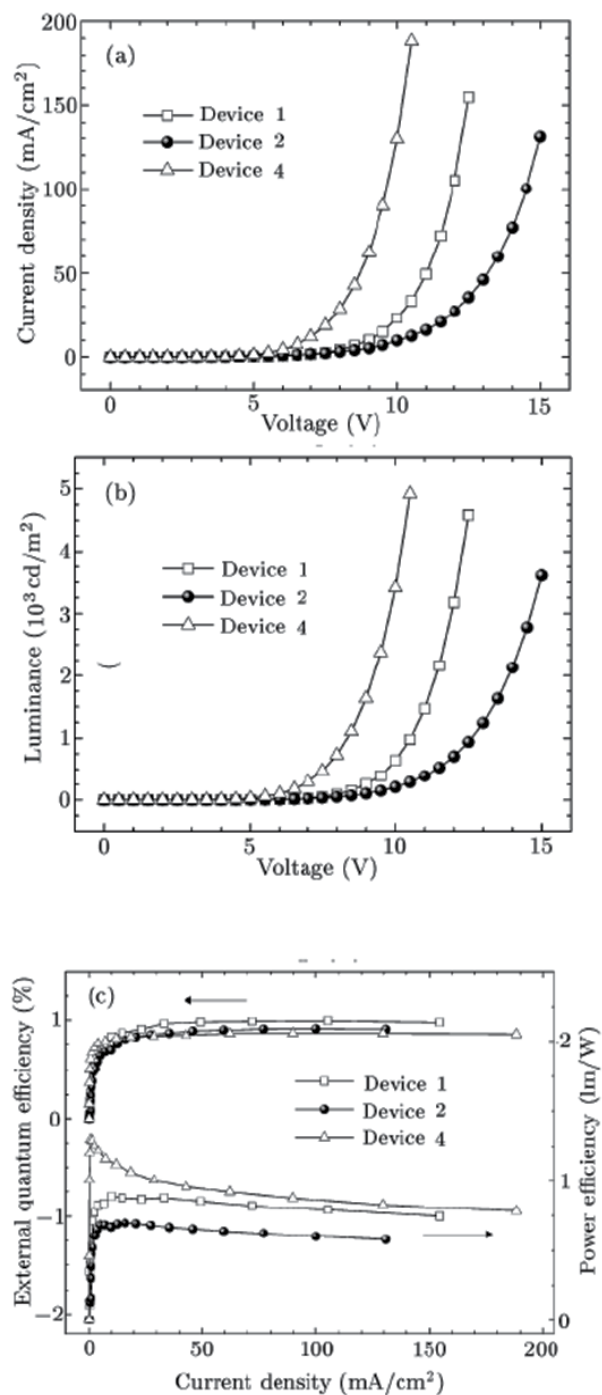 (a)
Device 1
Device 2
Device 4
Current density (mA/cm²)
200
150
100
50
0
0 5 10 15
Voltage (V)
(b)
Device 1
Device 2
Device 4
Luminance (10³ cd/m²)
5
4
3
2
1
0
0 5 10 15
Voltage (V)
(c)
Device 1
Device 2
Device 4
External quantum efficiency (%)
1
0
−1
−2
Power efficiency (lm/W)
2
1
0
0 50 100 150 200
Current density (mA/cm²)